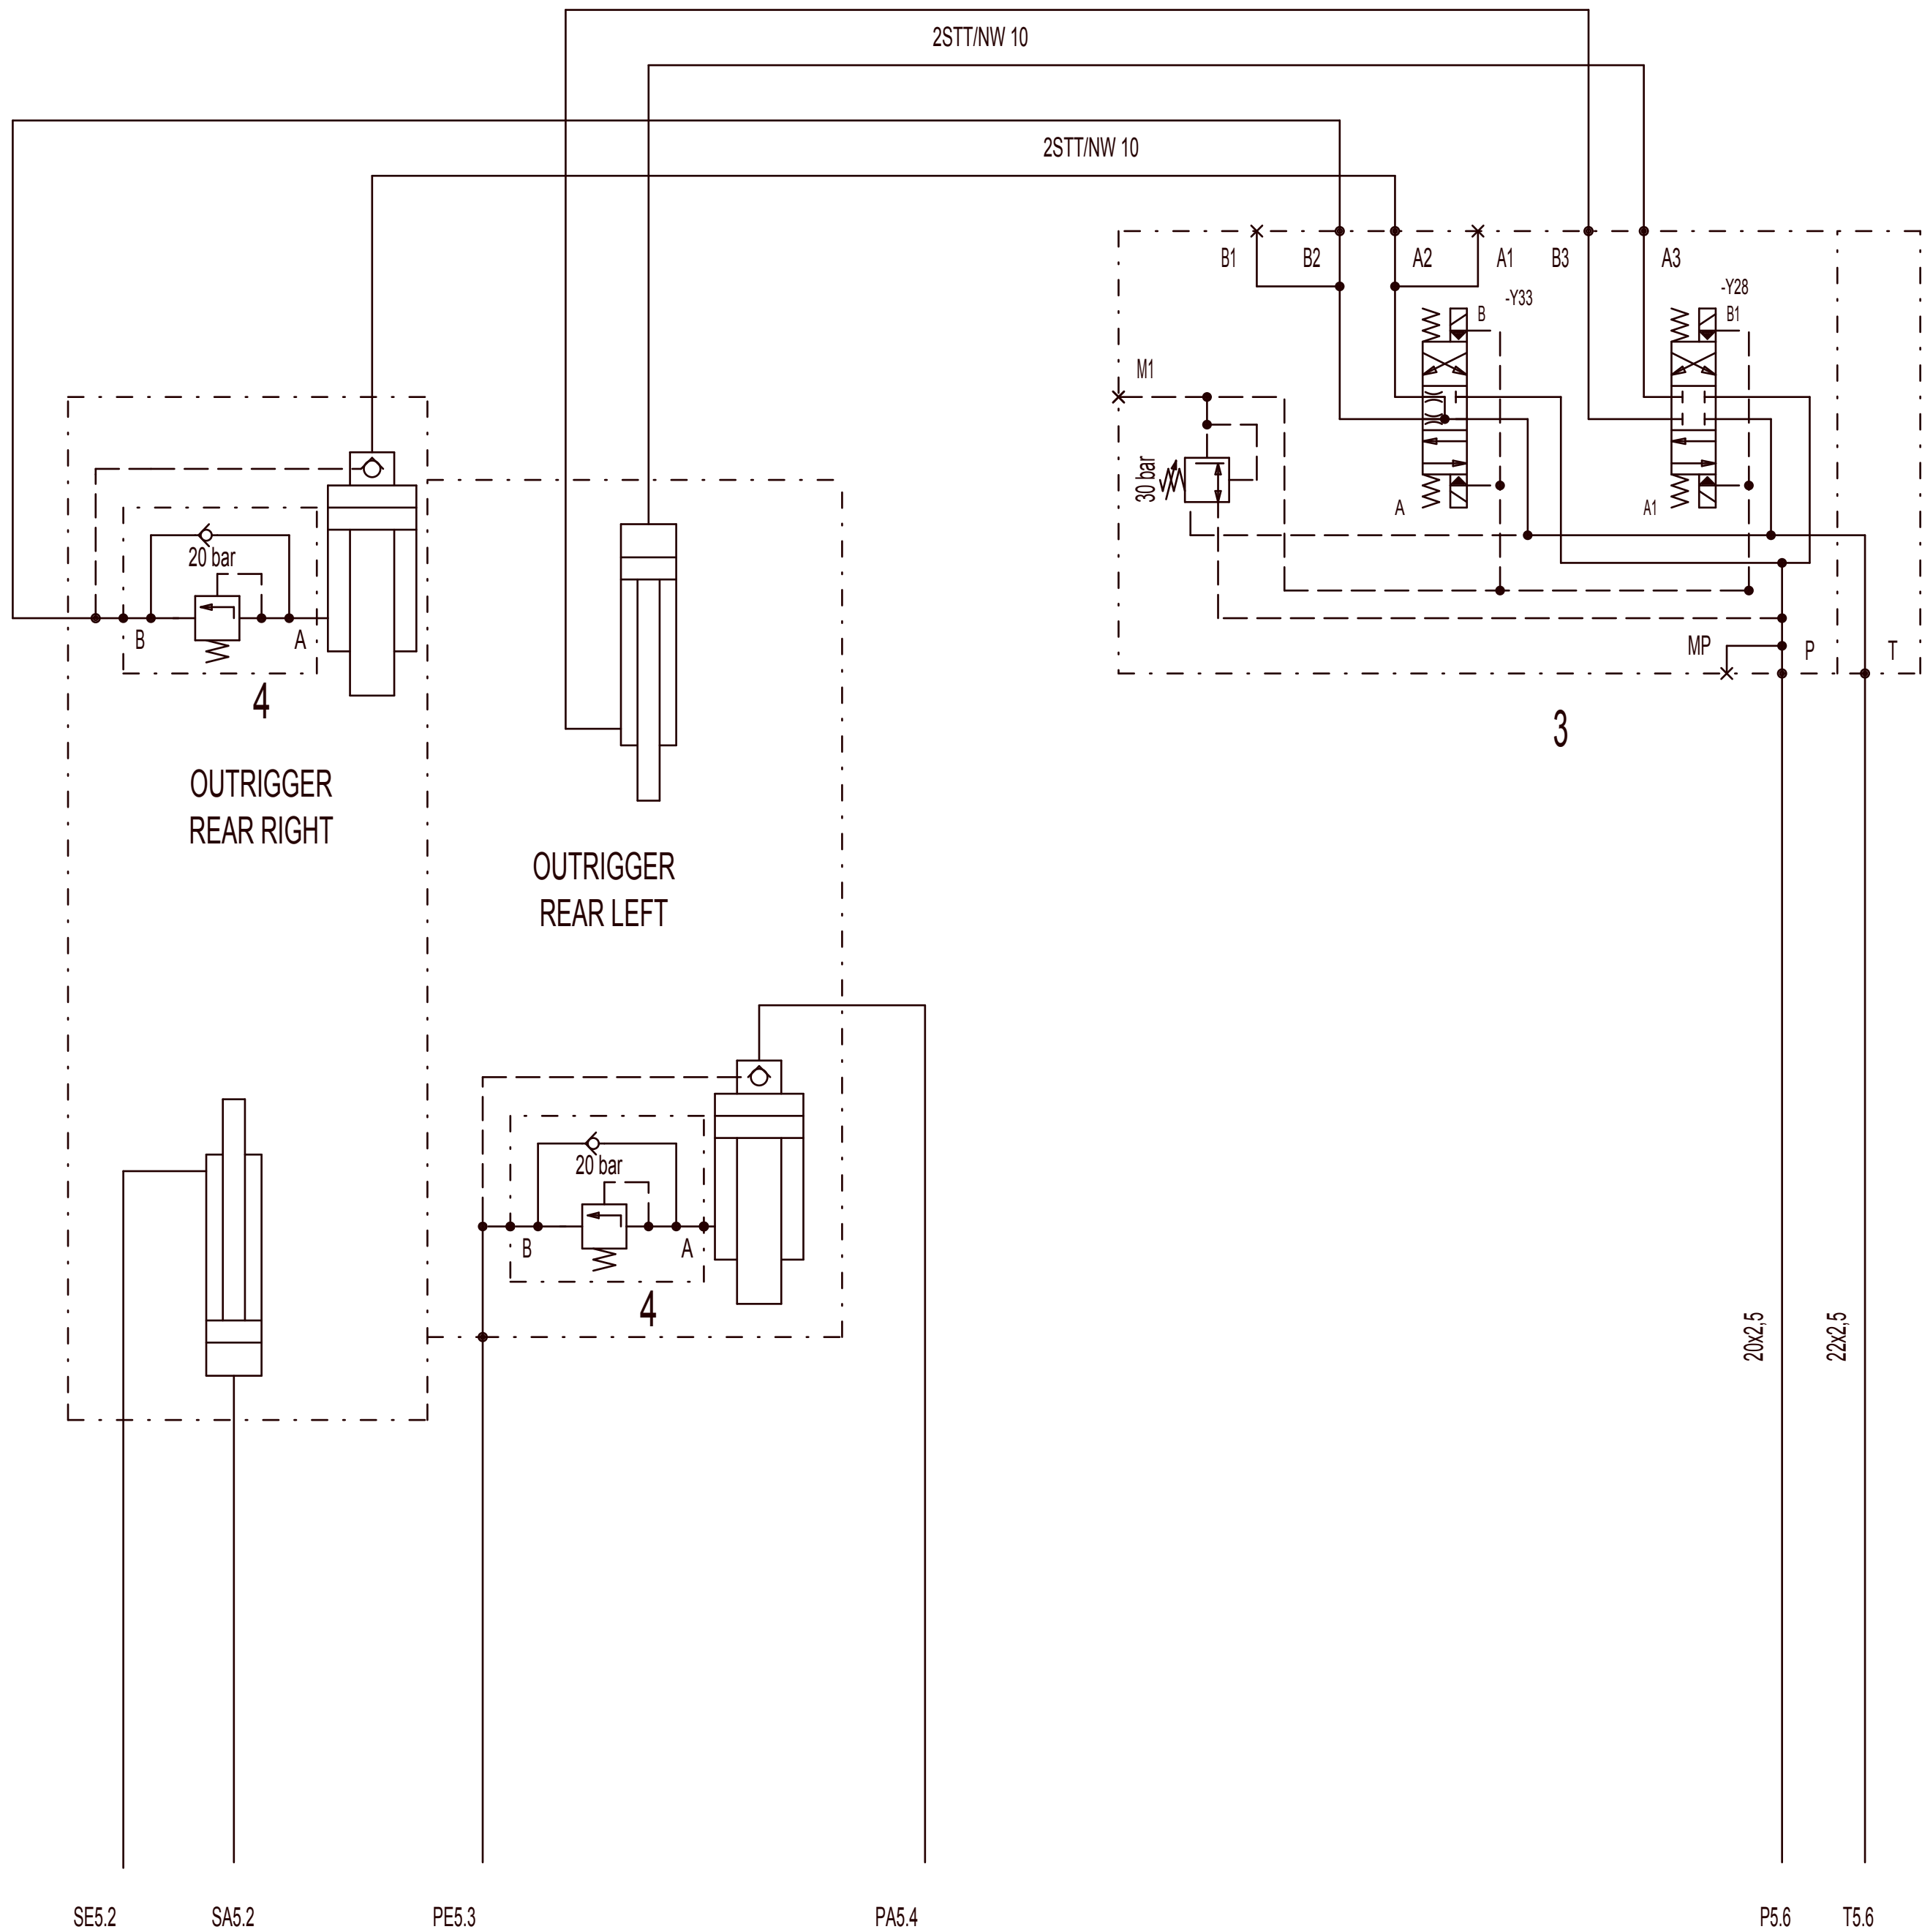 2STT/NW 10
2STT/NW 10
B1
B2
A2
A1
B3
A3
-Y33
-Y28
B
B1
M1
30 bar
A
A1
20 bar
B
A
4
MP
P
T
3
OUTRIGGER
REAR RIGHT
OUTRIGGER
REAR LEFT
20 bar
B
A
4
20x2,5
22x2,5
SE5.2
SA5.2
PE5.3
PA5.4
P5.6
T5.6